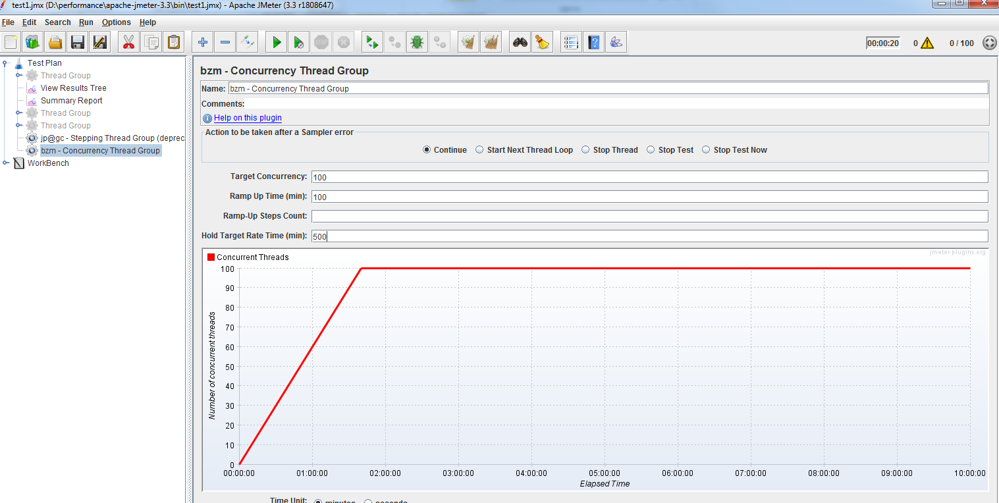 test1.jmx (D:\performance\apache-jmeter-3.3\bin\test1.jmx) - Apache JMeter (3.3 r1808647)
File Edit Search Run Options Help
STOP
00:00:20 0 0 / 100
Test Plan
Thread Group
View Results Tree
Summary Report
Thread Group
Thread Group
jp@gc - Stepping Thread Group (deprec
bzm - Concurrency Thread Group
WorkBench
bzm - Concurrency Thread Group
Name: bzm - Concurrency Thread Group
Comments:
Help on this plugin
Action to be taken after a Sampler error
Continue Start Next Thread Loop Stop Thread Stop Test Stop Test Now
Target Concurrency: 100
Ramp Up Time (min): 100
Ramp-Up Steps Count:
Hold Target Rate Time (min): 500
jmeter-plugins.org
Concurrent Threads
100
90
80
70
60
50
40
30
20
10
0
Number of concurrent threads
00:00:00 01:00:00 02:00:00 03:00:00 04:00:00 05:00:00 06:00:00 07:00:00 08:00:00 09:00:00 10:00:00
Elapsed Time
Time Unit: minutes seconds